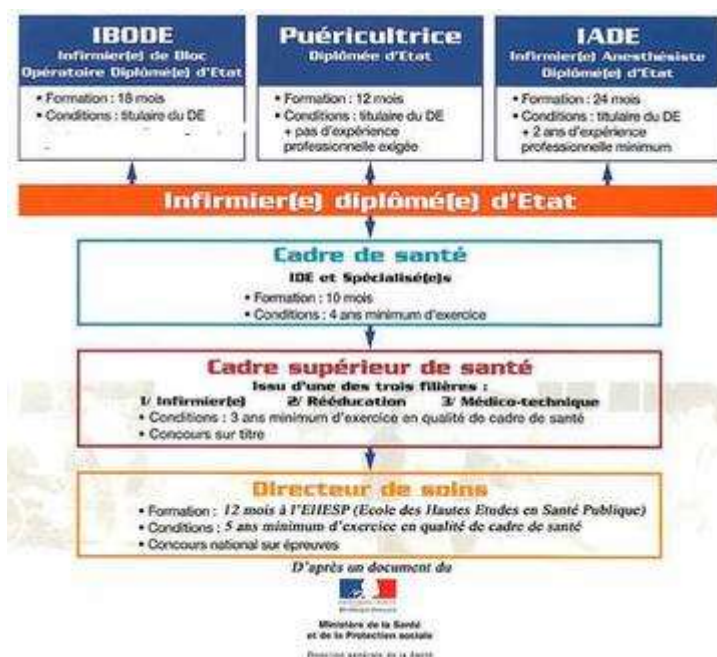 IBODE
Infirmier(e) de Bloc
Opératoire Diplômé(e) d'Etat
• Formation : 18 mois
• Conditions : titulaire du DE
Puéricultrice
Diplômée d'Etat
• Formation : 12 mois
• Conditions : titulaire du DE
+ pas d'expérience
professionnelle exigée
IADE
Infirmier(e) Anesthésiste
Diplômé(e) d'Etat
• Formation : 24 mois
• Conditions : titulaire du DE
+ 2 ans d'expérience
professionnelle minimum
Infirmier(e) diplômé(e) d'Etat
Cadre de santé
IDE et Spécialisé(e)s
• Formation : 10 mois
• Conditions : 4 ans minimum d'exercice
Cadre supérieur de santé
Issu d'une des trois filières :
1/ Infirmier(e) 2/ Rééducation 3/ Médico-technique
• Conditions : 3 ans minimum d'exercice en qualité de cadre de santé
• Concours sur titre
Directeur de soins
• Formation : 12 mois à l'EHESP (Ecole des Hautes Etudes en Santé Publique)
• Conditions : 5 ans minimum d'exercice en qualité de cadre de santé
• Concours national sur épreuves
D'après un document du
Ministère de la Santé
et de la Protection sociale
Direction générale de la Santé